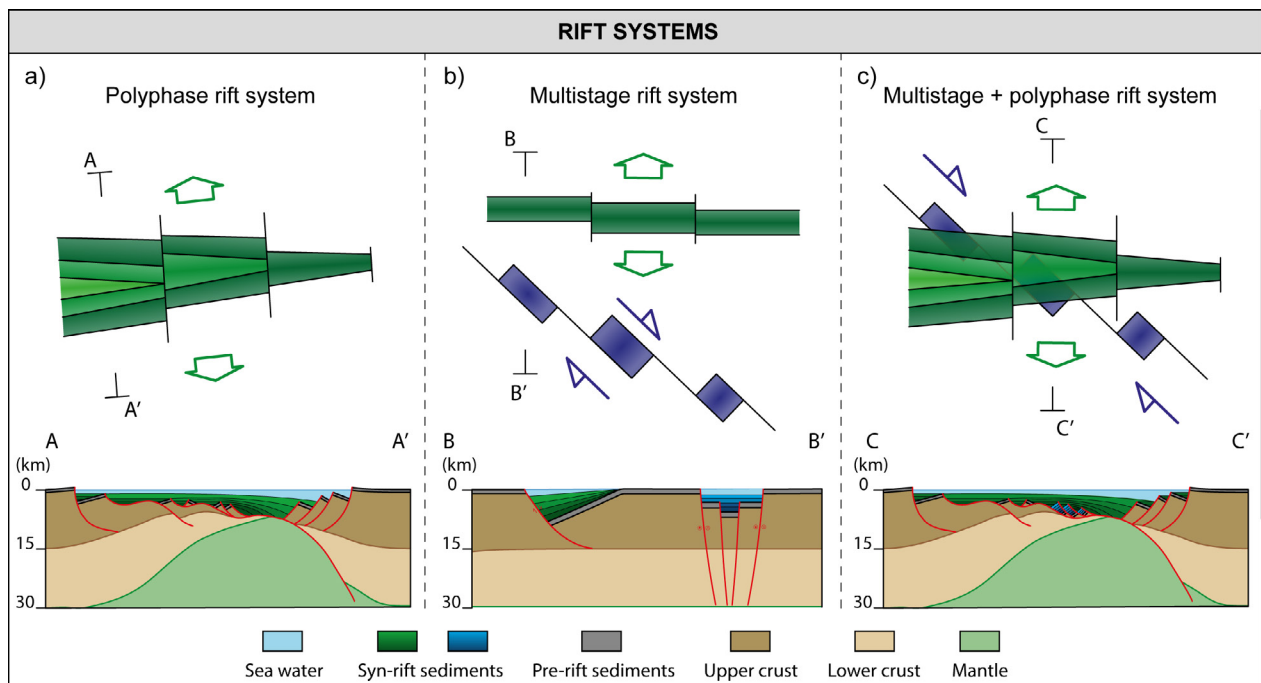 RIFT SYSTEMS
a)
Polyphase rift system
A
A′
b)
Multistage rift system
B
B′
c)
Multistage + polyphase rift system
C
C′
A
A′
(km)
0
15
30
B
B′
(km)
0
15
30
C
C′
(km)
0
15
30
Sea water
Syn-rift sediments
Pre-rift sediments
Upper crust
Lower crust
Mantle